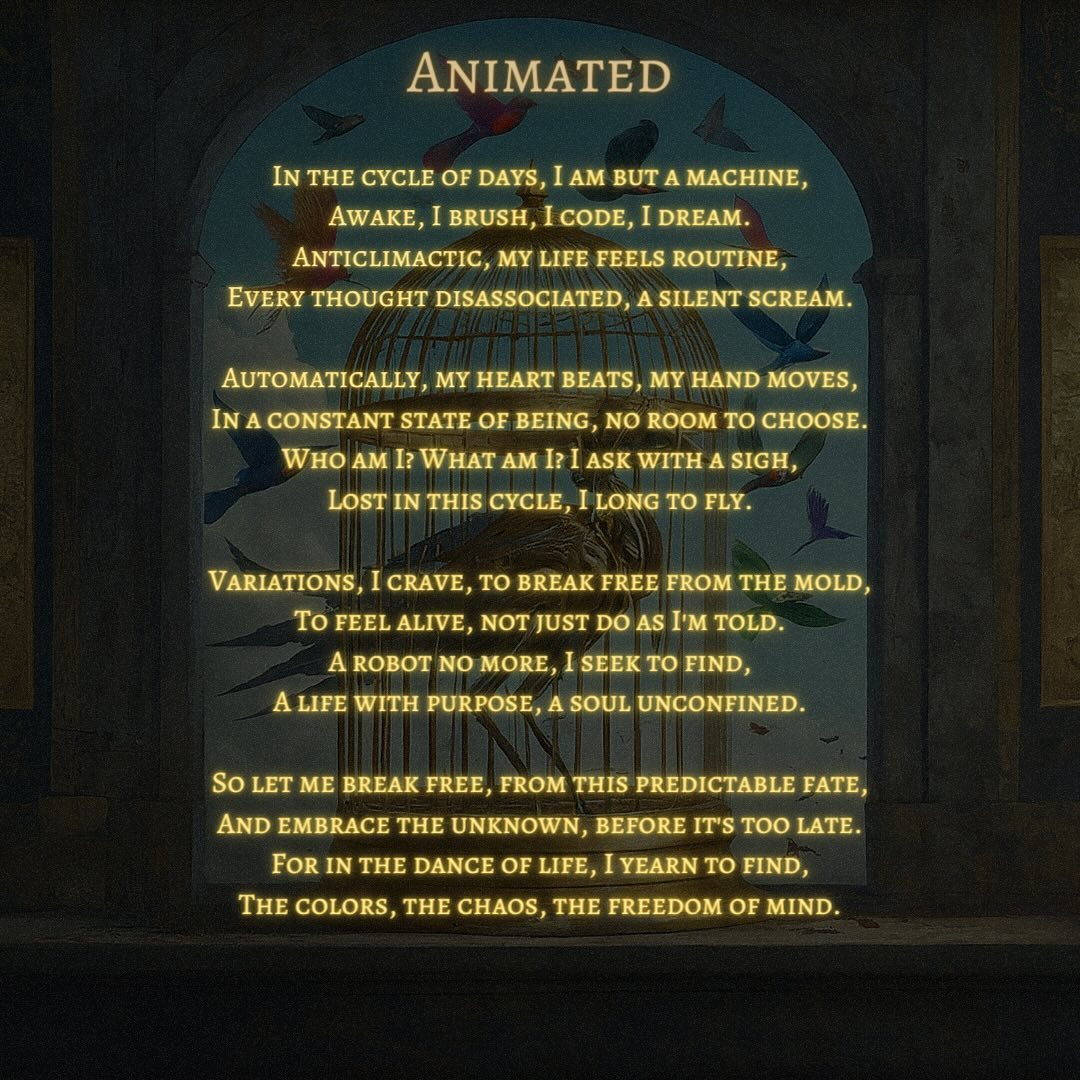 Animated
In the cycle of days, I am but a machine,
Awake, I brush, I code, I dream.
Anticlimactic, my life feels routine,
Every thought disassociated, a silent scream.
Automatically, my heart beats, my hand moves,
In a constant state of being, no room to choose.
Who am I? What am I? I ask with a sigh,
Lost in this cycle, I long to fly.
Variations, I crave, to break free from the mold,
To feel alive, not just do as I'm told.
A robot no more, I seek to find,
A life with purpose, a soul unconfined.
So let me break free, from this predictable fate,
And embrace the unknown, before it's too late.
For in the dance of life, I yearn to find,
The colors, the chaos, the freedom of mind.